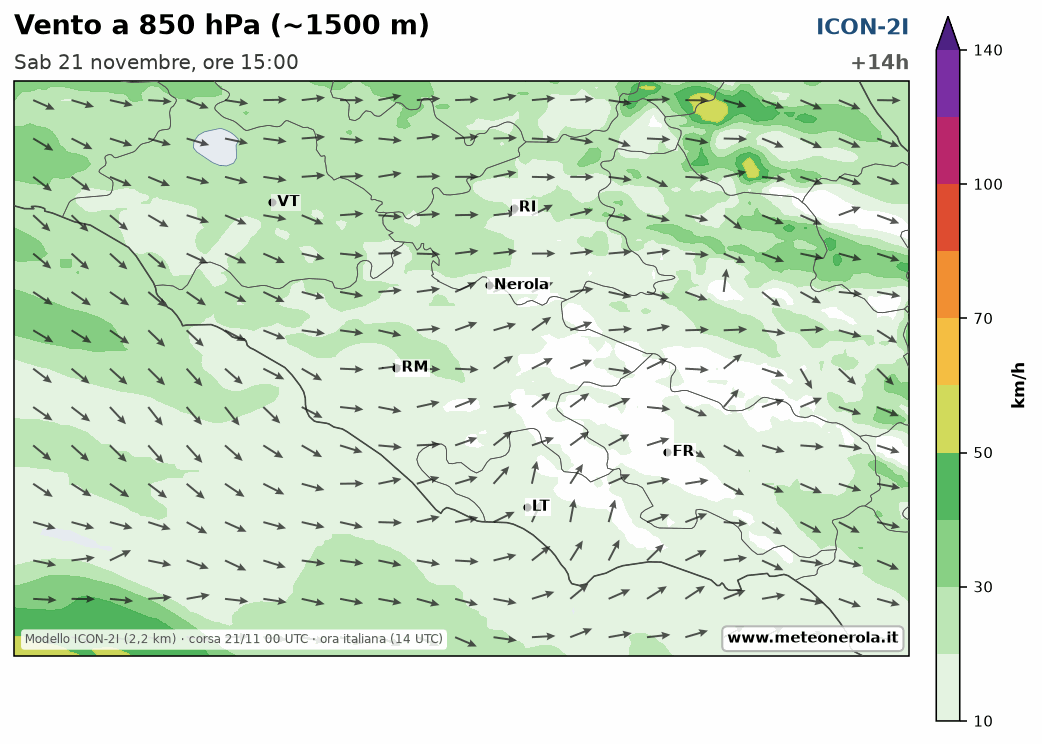 Vento a 850 hPa (~1500 m)
ICON-2I
Sab 21 novembre, ore 15:00
+14h
140
VT
RI
100
Nerola
70
RM
km/h
FR
50
LT
30
Modello ICON-2I (2,2 km) · corsa 21/11 00 UTC · ora italiana (14 UTC)
www.meteonerola.it
10